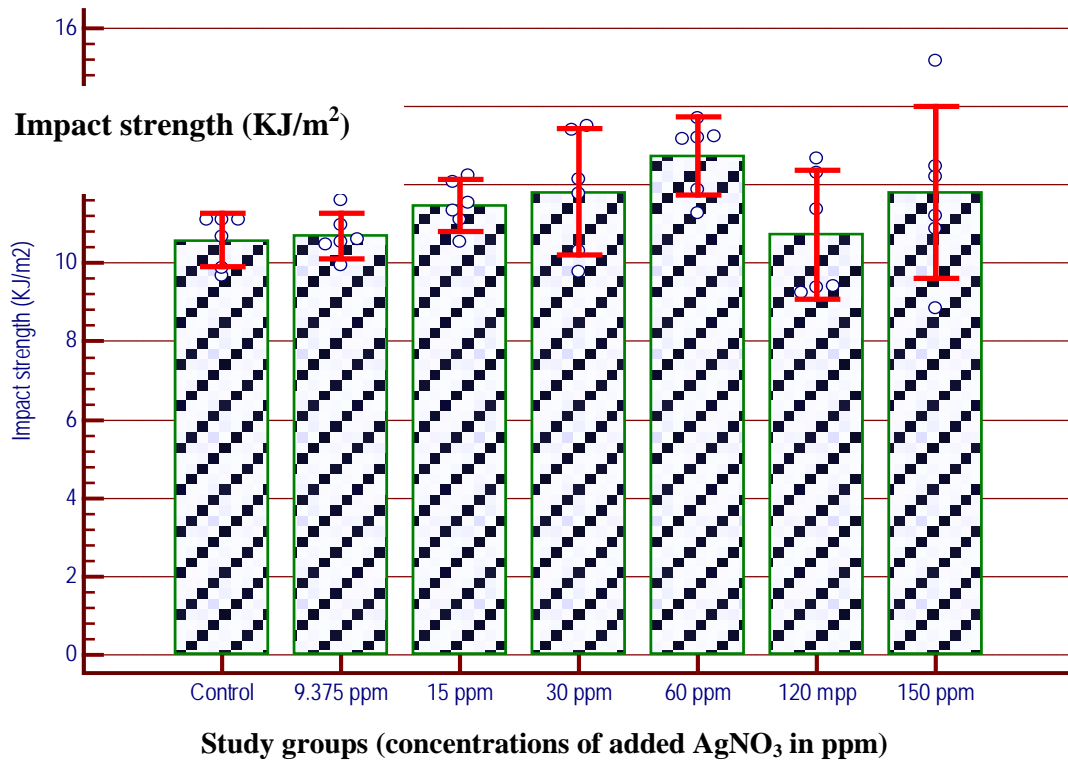 16
Impact strength (KJ/m²)
10
8
6
4
2
0
Impact strength (KJ/m2)
Control 9.375 ppm 15 ppm 30 ppm 60 ppm 120 mpp 150 ppm
Study groups (concentrations of added AgNO₃ in ppm)